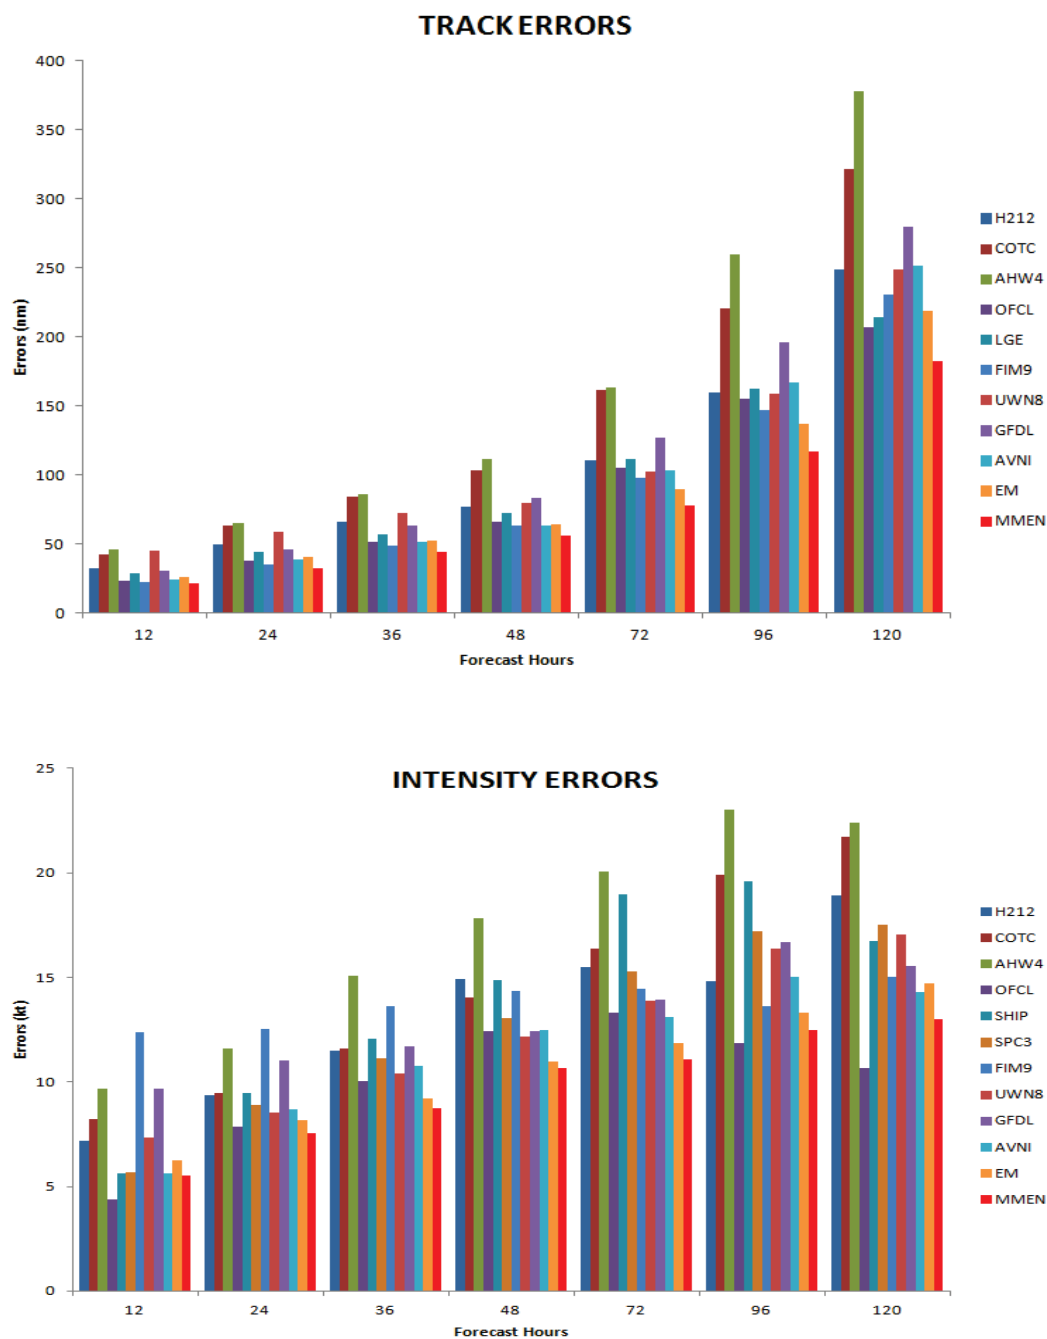 TRACK ERRORS
400
350
300
250
200
150
100
50
0
Errors (nm)
12 24 36 48 72 96 120
Forecast Hours
H212
COTC
AHW4
OFCL
LGE
FIM9
UWN8
GFDL
AVNI
EM
MMEN
INTENSITY ERRORS
25
20
15
10
5
0
Errors (kt)
12 24 36 48 72 96 120
Forecast Hours
H212
COTC
AHW4
OFCL
SHIP
SPC3
FIM9
UWN8
GFDL
AVNI
EM
MMEN